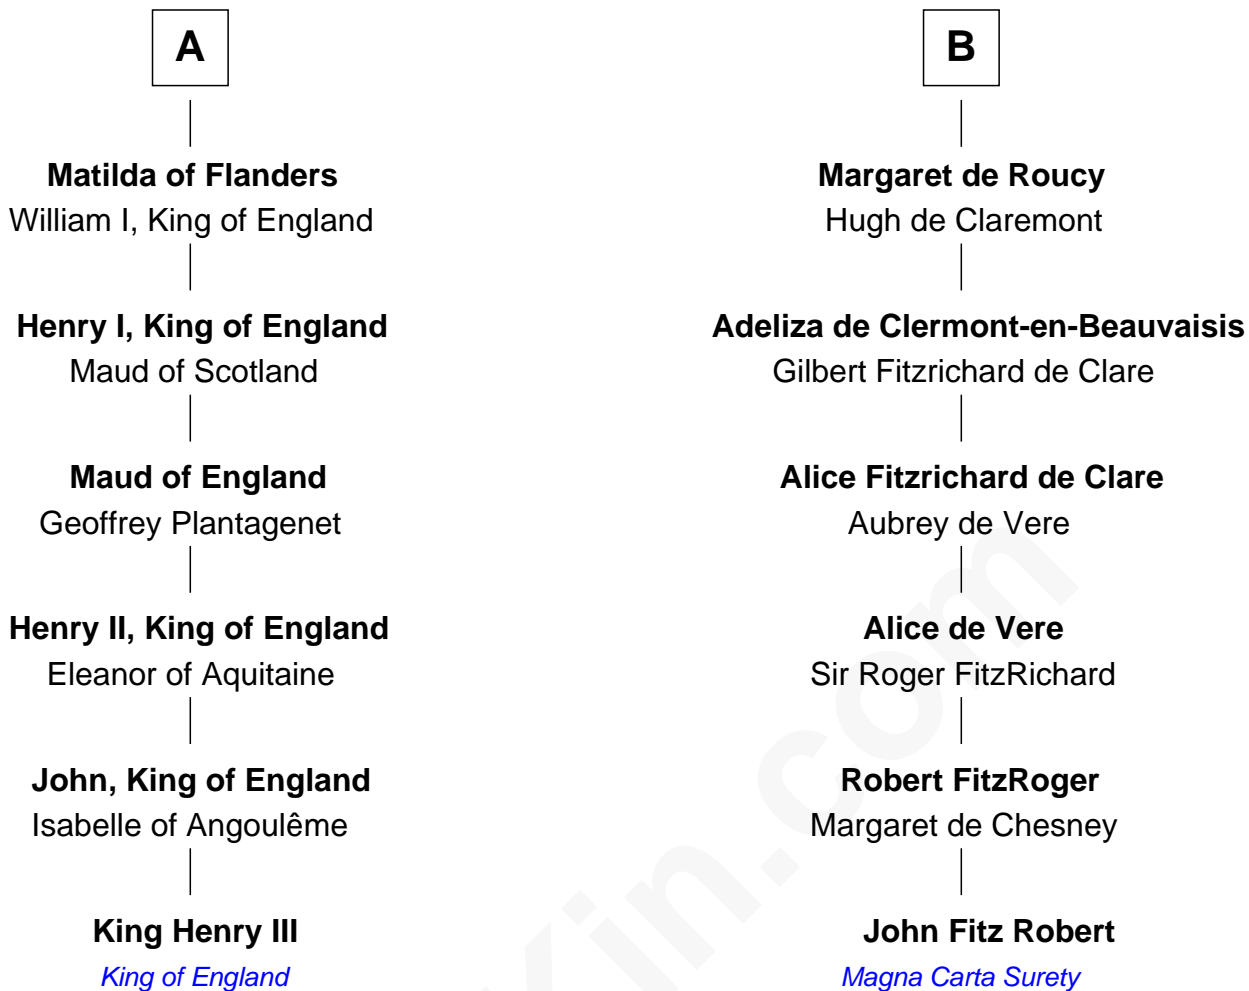 A
Matilda of Flanders
William I, King of England
Henry I, King of England
Maud of Scotland
Maud of England
Geoffrey Plantagenet
Henry II, King of England
Eleanor of Aquitaine
John, King of England
Isabelle of Angoulême
King Henry III
King of England
B
Margaret de Roucy
Hugh de Claremont
Adeliza de Clermont-en-Beauvaisis
Gilbert Fitzrichard de Clare
Alice Fitzrichard de Clare
Aubrey de Vere
Alice de Vere
Sir Roger FitzRichard
Robert FitzRoger
Margaret de Chesney
John Fitz Robert
Magna Carta Surety
Kin.com